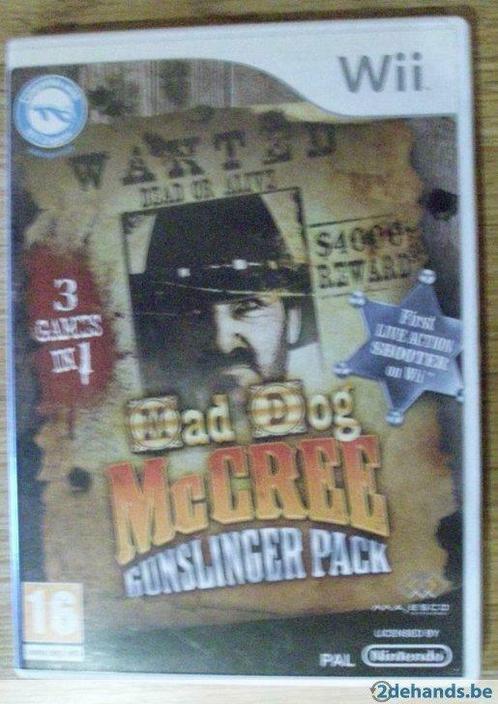 Wii
WANTED
DEAD OR ALIVE
$4000
REWARD
3
GAMES
IN 1
First
LIVE ACTION
SHOOTER
on Wii™
Mad Dog
McCREE
GUNSLINGER PACK
16
MAJESCO
LICENSED BY
PAL
Nintendo
2dehands.be